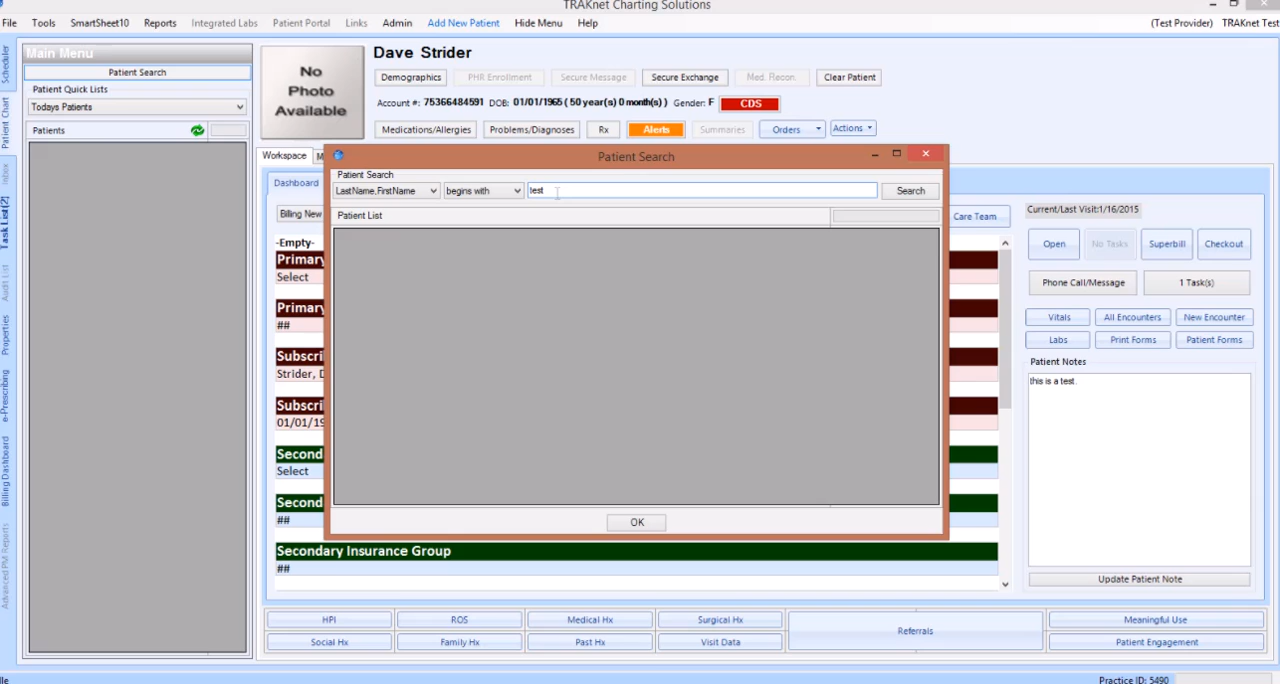 TRAKnet Charting Solutions
File Tools SmartSheet10 Reports Integrated Labs Patient Portal Links Admin Add New Patient Hide Menu Help (Test Provider) TRAKnet Test
Scheduler
Patient Chart
Inbox
Task List(2)
Audit List
Properties
e-Prescribing
Billing Dashboard
Advanced PM Reports
Main Menu
Patient Search
Patient Quick Lists
Todays Patients
Patients
No
Photo
Available
Dave Strider
Demographics PHR Enrollment Secure Message Secure Exchange Med. Recon. Clear Patient
Account #: 75366484591 DOB: 01/01/1965 ( 50 year(s) 0 month(s) ) Gender: F CDS
Medications/Allergies Problems/Diagnoses Rx Alerts Summaries Orders Actions
Workspace M
Dashboard
Billing New
Care Team
Patient Search
Patient Search
LastName,FirstName begins with test Search
Patient List
OK
-Empty-
Primary
Select
Primary
##
Subscri
Strider, D
Subscri
01/01/19
Second
Select
Second
##
Secondary Insurance Group
##
Current/Last Visit:1/16/2015
Open No Tasks Superbill Checkout
Phone Call/Message 1 Task(s)
Vitals All Encounters New Encounter
Labs Print Forms Patient Forms
Patient Notes
this is a test.
Update Patient Note
HPI ROS Medical Hx Surgical Hx Referrals Meaningful Use
Social Hx Family Hx Past Hx Visit Data Patient Engagement
Practice ID: 5490